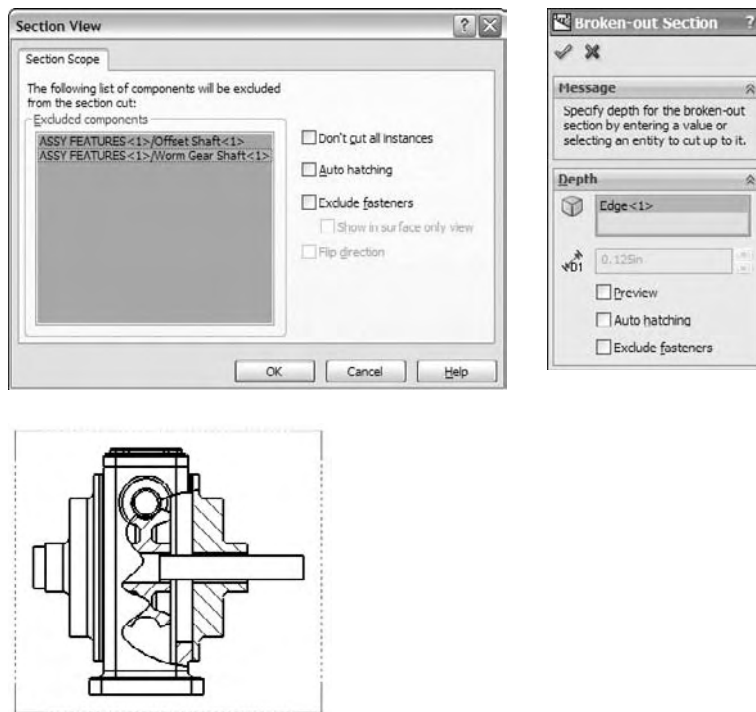 Section View
Section Scope
The following list of components will be excluded
from the section cut:
Excluded components
ASSY FEATURES<1>/Offset Shaft<1>
ASSY FEATURES<1>/Worm Gear Shaft<1>
Don't cut all instances
Auto hatching
Exclude fasteners
Show in surface only view
Flip direction
OK
Cancel
Help
Broken-out Section ?
Message
Specify depth for the broken-out
section by entering a value or
selecting an entity to cut up to it.
Depth
Edge<1>
D1
0.125in
Preview
Auto hatching
Exclude fasteners